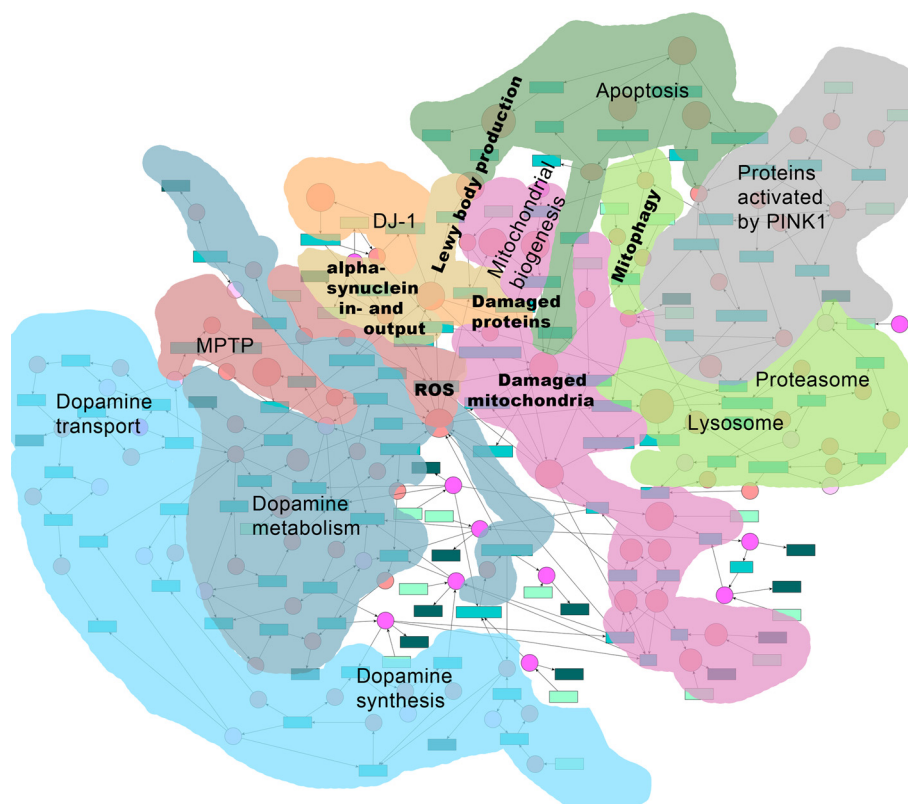 Apoptosis
Lewy body production
Mitochondrial
biogenesis
Mitophagy
Proteins
activated
by PINK1
DJ-1
alpha-
synuclein
in- and
output
Damaged
proteins
MPTP
ROS
Damaged
mitochondria
Proteasome
Lysosome
Dopamine
transport
Dopamine
metabolism
Dopamine
synthesis